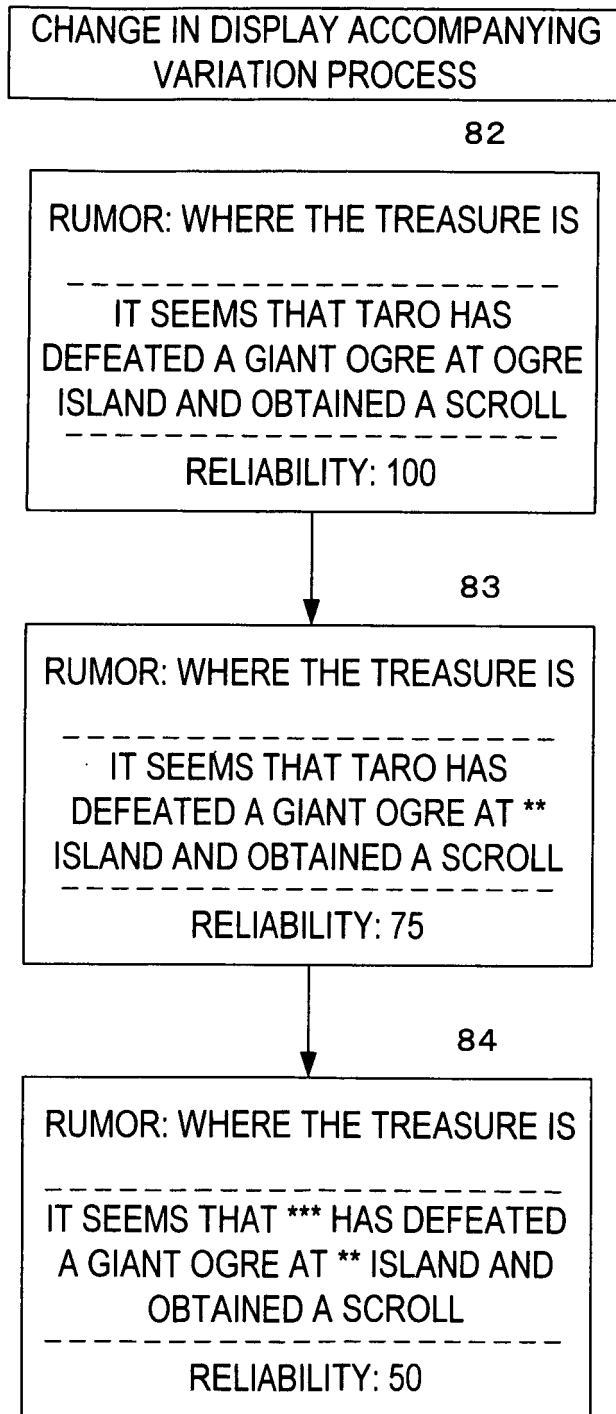 CHANGE IN DISPLAY ACCOMPANYING
VARIATION PROCESS
82
RUMOR: WHERE THE TREASURE IS
IT SEEMS THAT TARO HAS
DEFEATED A GIANT OGRE AT OGRE
ISLAND AND OBTAINED A SCROLL
RELIABILITY: 100
83
RUMOR: WHERE THE TREASURE IS
IT SEEMS THAT TARO HAS
DEFEATED A GIANT OGRE AT **
ISLAND AND OBTAINED A SCROLL
RELIABILITY: 75
84
RUMOR: WHERE THE TREASURE IS
IT SEEMS THAT *** HAS DEFEATED
A GIANT OGRE AT ** ISLAND AND
OBTAINED A SCROLL
RELIABILITY: 50